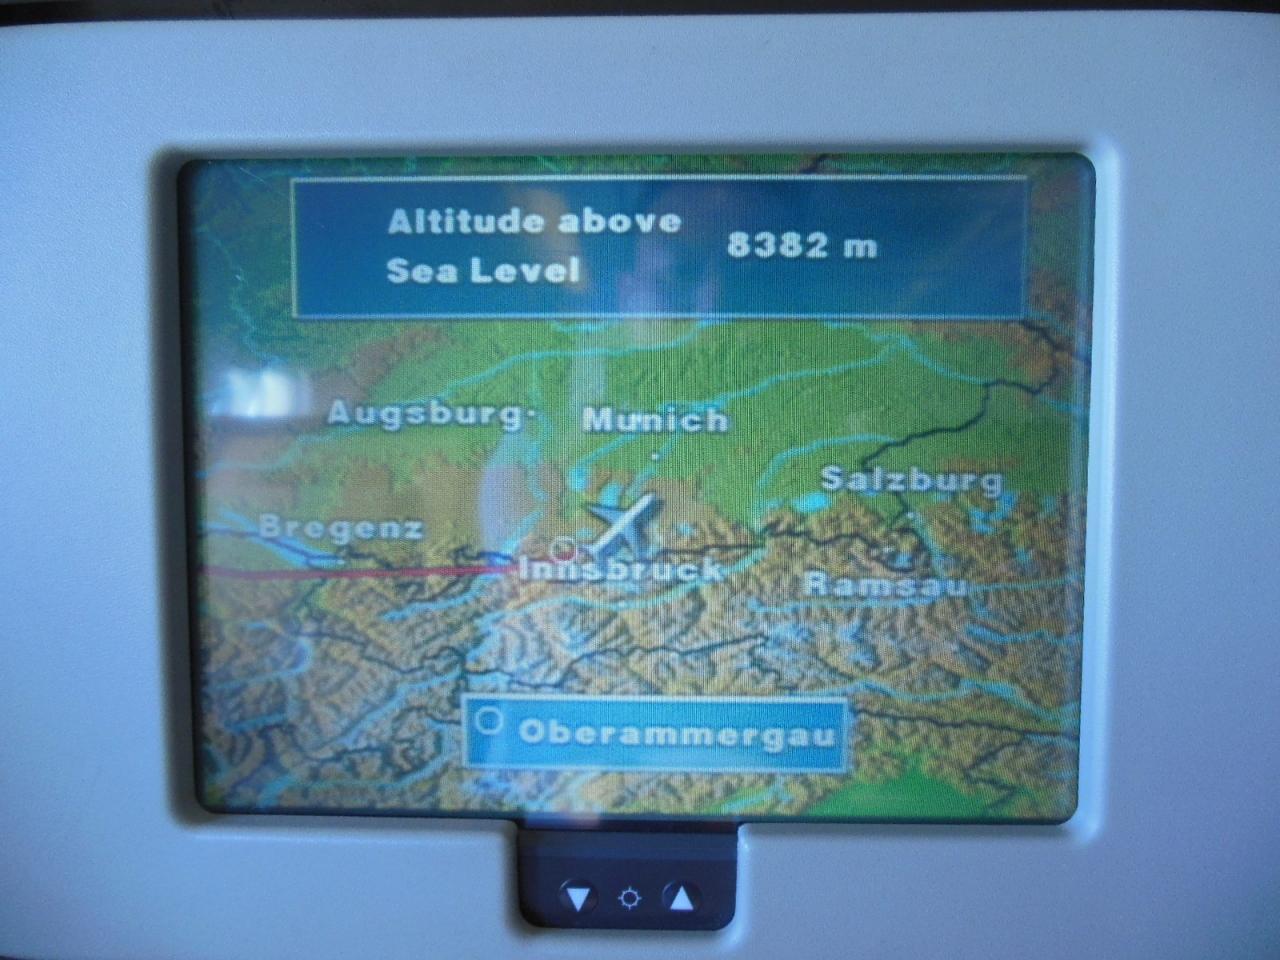 Altitude above
Sea Level
8382 m
Augsburg
Munich
Salzburg
Bregenz
Innsbruck
Ramsau
Oberammergau